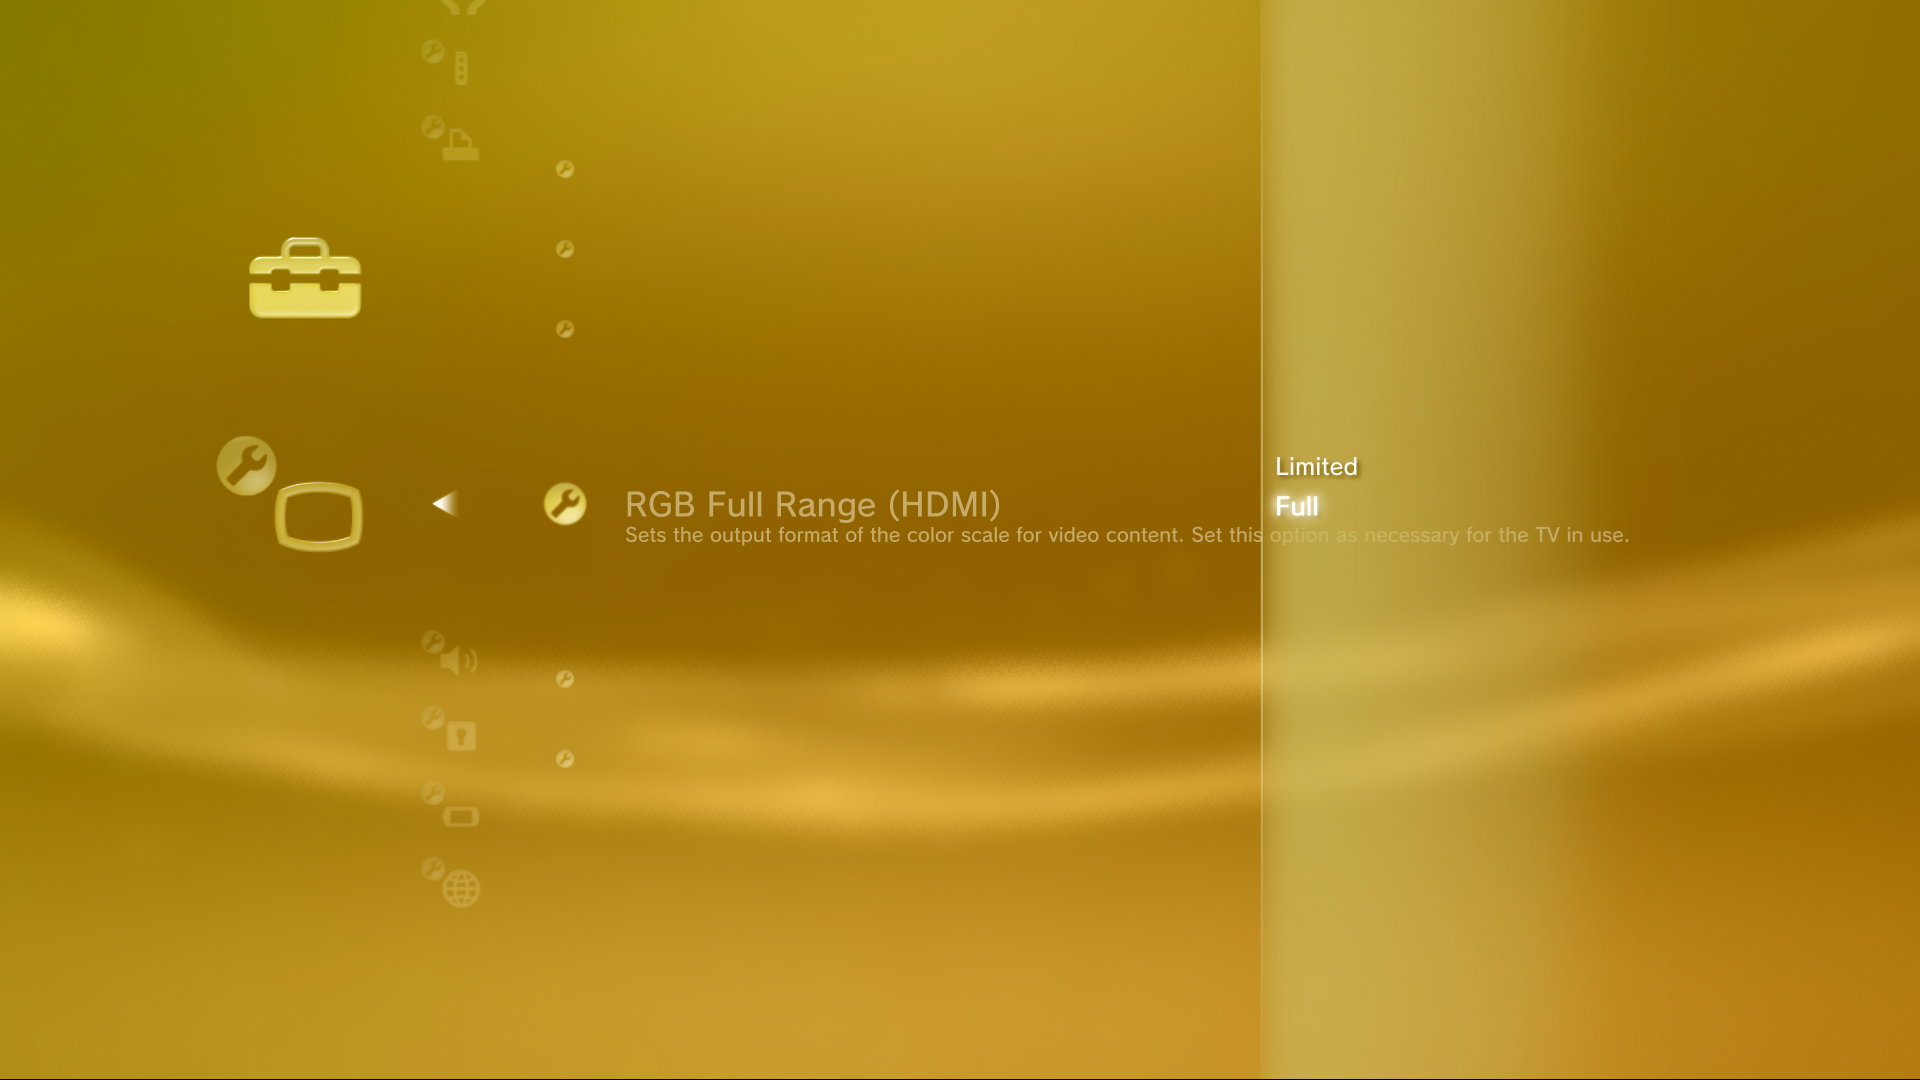 Limited
RGB Full Range (HDMI)
Full
Sets the output format of the color scale for video content. Set this option as necessary for the TV in use.